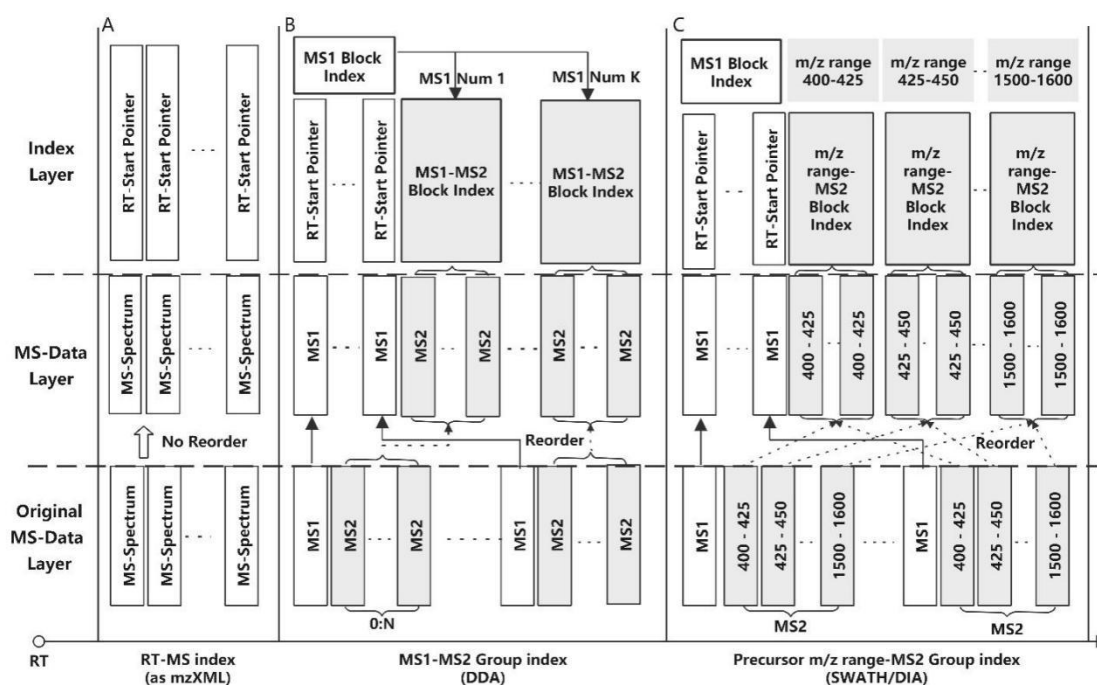 A
B
C
Index
Layer
MS-Data
Layer
Original
MS-Data
Layer
RT
RT-Start Pointer
RT-Start Pointer
RT-Start Pointer
MS-Spectrum
MS-Spectrum
MS-Spectrum
No Reorder
MS-Spectrum
MS-Spectrum
MS-Spectrum
RT-MS index
(as mzXML)
MS1 Block
Index
MS1 Num 1
MS1 Num K
RT-Start Pointer
RT-Start Pointer
MS1-MS2
Block Index
MS1-MS2
Block Index
MS1
MS1
MS2
MS2
MS2
MS2
Reorder
MS1
MS2
MS2
MS1
MS2
MS2
0:N
MS1-MS2 Group index
(DDA)
MS1 Block
Index
m/z range
400-425
m/z range
425-450
m/z range
1500-1600
RT-Start Pointer
RT-Start Pointer
m/z
range-
MS2
Block
Index
m/z
range-
MS2
Block
Index
m/z
range-
MS2
Block
Index
MS1
MS1
400 - 425
400 - 425
425 - 450
425 - 450
1500 - 1600
1500 - 1600
Reorder
MS1
400 - 425
425 - 450
1500 - 1600
MS1
400 - 425
425 - 450
1500 - 1600
MS2
MS2
Precursor m/z range-MS2 Group index
(SWATH/DIA)